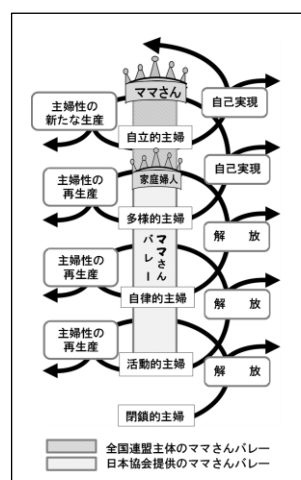 ママさん
主婦性の
新たな生産
自己実現
自立的主婦
家庭婦人
主婦性の
再生産
自己実現
多様的主婦
ママさん
バレー
解　放
主婦性の
再生産
自律的主婦
主婦性の
再生産
解　放
活動的主婦
閉鎖的主婦
全国連盟主体のママさんバレー
日本協会提供のママさんバレー